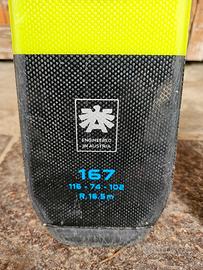 ENGINEERED
IN AUSTRIA
167
116 - 74 - 102
R. 16.5 m